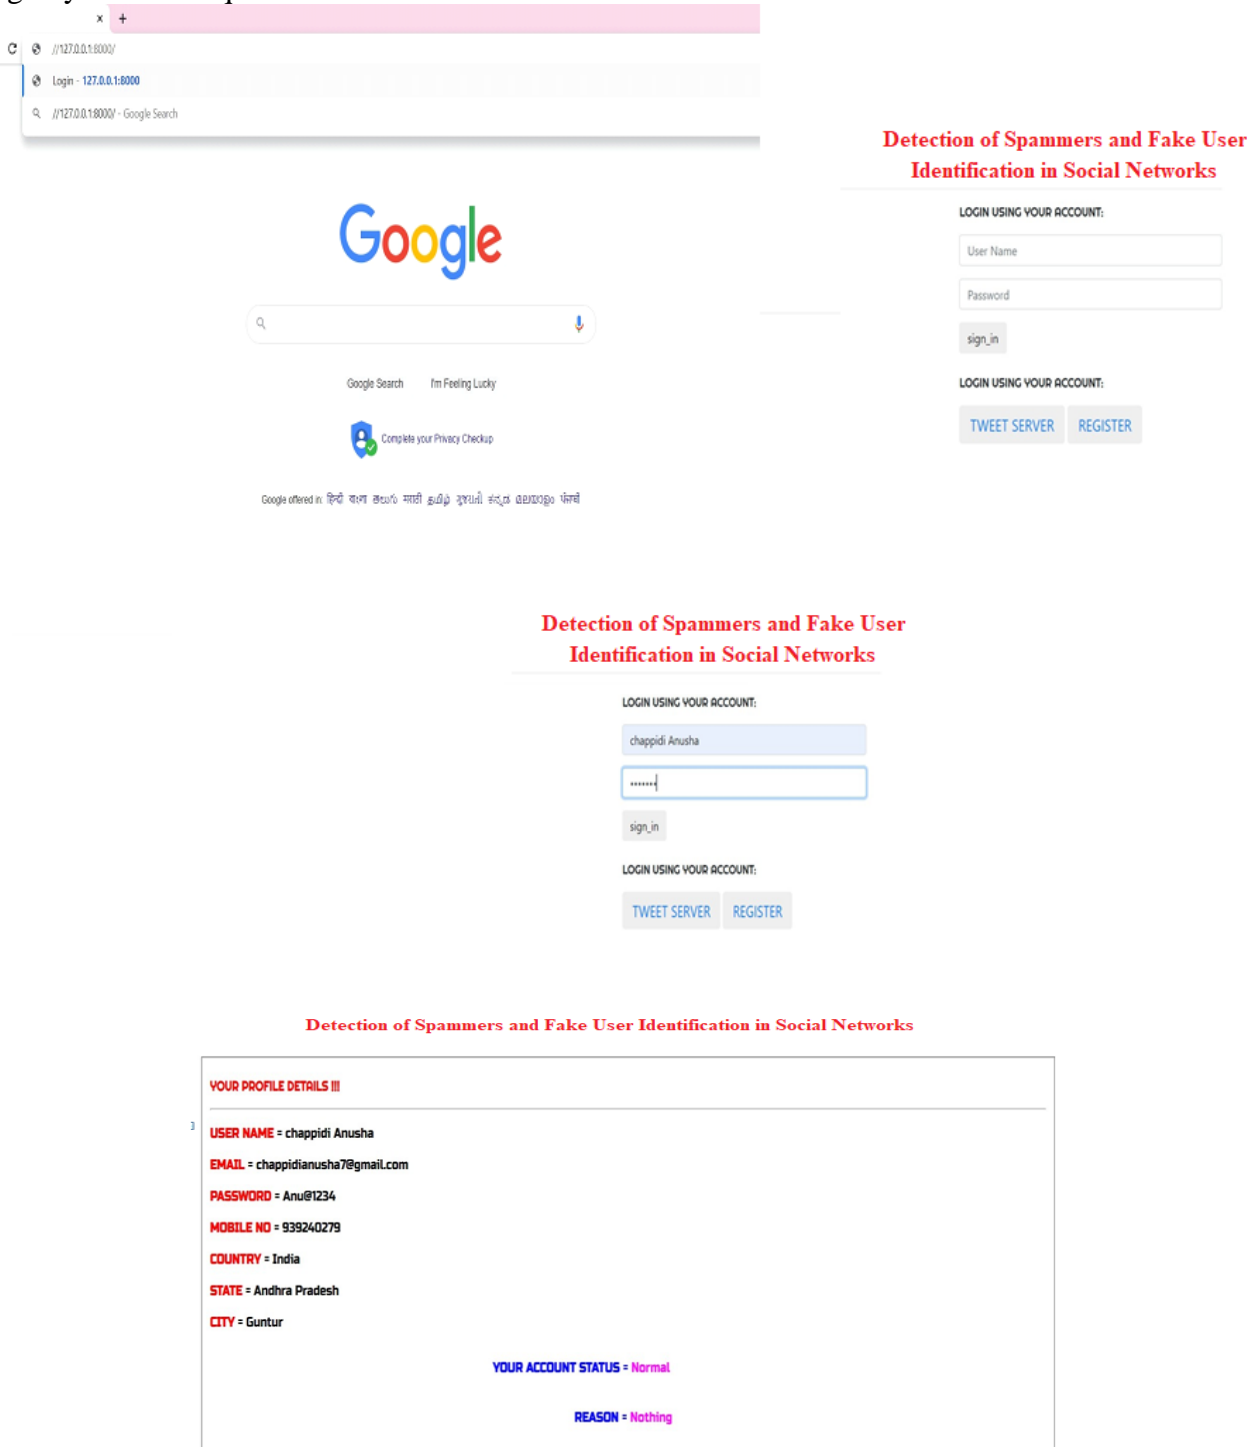 × +
//127.0.0.1:8000/
Login - 127.0.0.1:8000
//127.0.0.1:8000/ - Google Search
Google
Google Search I'm Feeling Lucky
Complete your Privacy Checkup
Google offered in: हिन्दी বাংলা తెలుగు मराठी தமிழ் ગુજરાતી ಕನ್ನಡ മലയാളം ਪੰਜਾਬੀ
Detection of Spammers and Fake User
Identification in Social Networks
LOGIN USING YOUR ACCOUNT:
User Name
Password
sign_in
LOGIN USING YOUR ACCOUNT:
TWEET SERVER REGISTER
Detection of Spammers and Fake User
Identification in Social Networks
LOGIN USING YOUR ACCOUNT:
chappidi Anusha
•••••••
sign_in
LOGIN USING YOUR ACCOUNT:
TWEET SERVER REGISTER
Detection of Spammers and Fake User Identification in Social Networks
YOUR PROFILE DETAILS !!!
USER NAME = chappidi Anusha
EMAIL = chappidianusha7@gmail.com
PASSWORD = Anu@1234
MOBILE NO = 939240279
COUNTRY = India
STATE = Andhra Pradesh
CITY = Guntur
YOUR ACCOUNT STATUS = Normal
REASON = Nothing